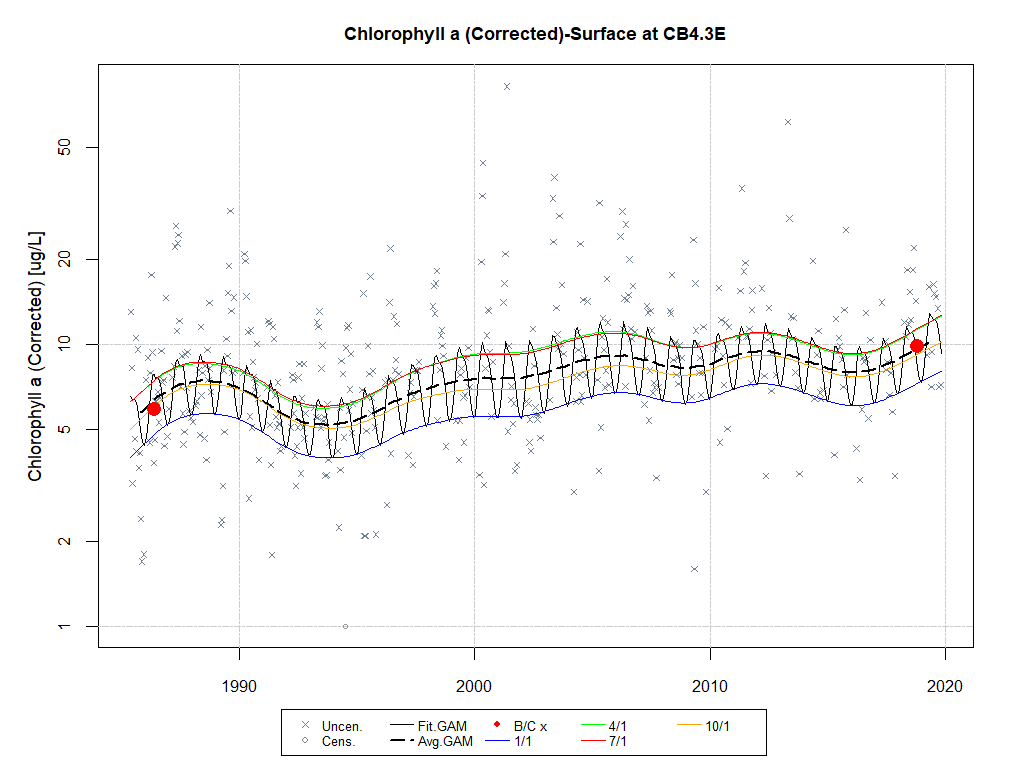 Chlorophyll a (Corrected)-Surface at CB4.3E
Chlorophyll a (Corrected) [ug/L]
50
20
10
5
2
1
1990
2000
2010
2020
Uncen. Fit.GAM B/C x 4/1 10/1
Cens. Avg.GAM 1/1 7/1